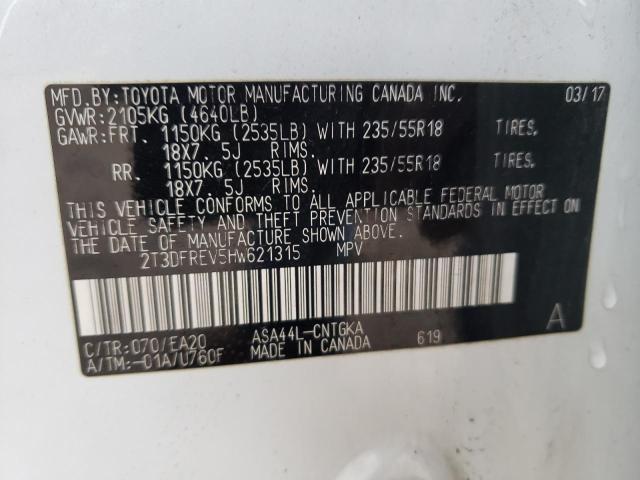 MFD.BY:TOYOTA MOTOR MANUFACTURING CANADA INC. 03/17
GVWR:2105KG (4640LB)
GAWR:FRT. 1150KG (2535LB) WITH 235/55R18 TIRES.
18X7.5J RIMS.
RR. 1150KG (2535LB) WITH 235/55R18 TIRES.
18X7.5J RIMS.
THIS VEHICLE CONFORMS TO ALL APPLICABLE FEDERAL MOTOR
VEHICLE SAFETY AND THEFT PREVENTION STANDARDS IN EFFECT ON
THE DATE OF MANUFACTURE SHOWN ABOVE.
2T3DFREV5HW621315 MPV
C/TR:070/EA20 ASA44L-CNTGKA 619 A
A/TM:-01A/U760F MADE IN CANADA